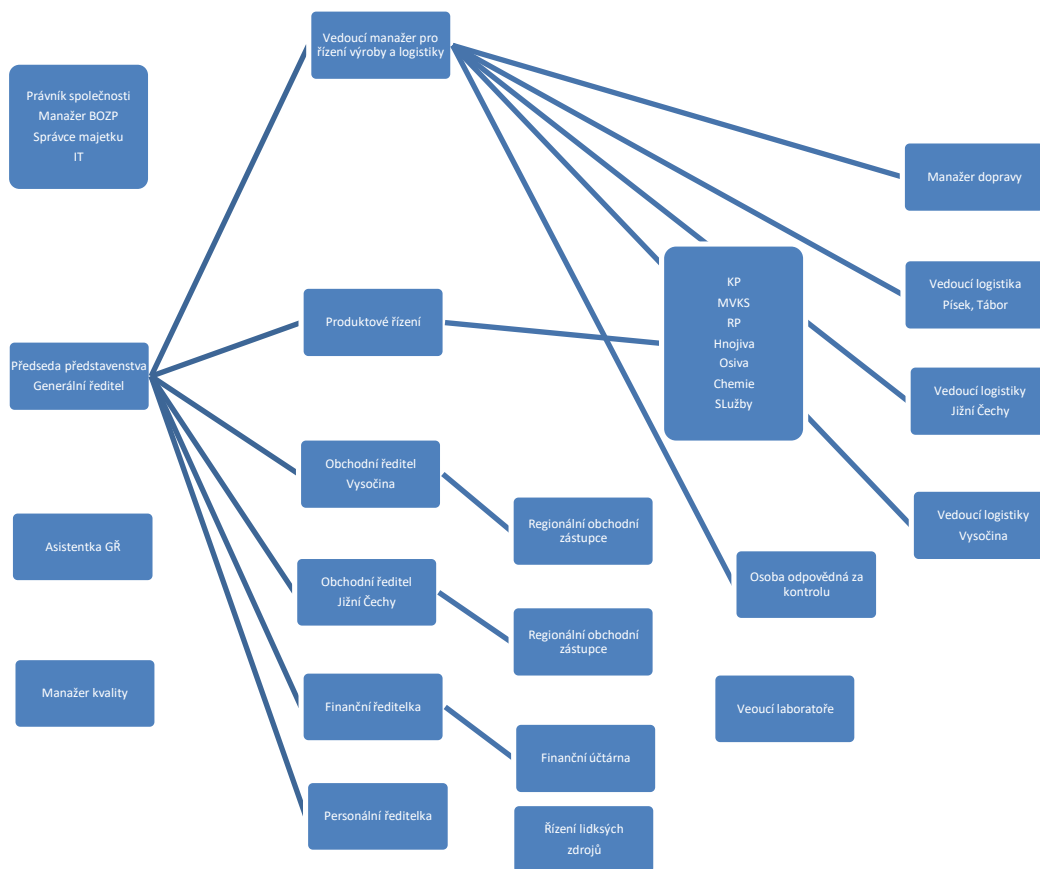 Vedoucí manažer pro
řízení výroby a logistiky
Právník společnosti
Manažer BOZP
Správce majetku
IT
Manažer dopravy
KP
MVKS
RP
Hnojiva
Osiva
Chemie
SLužby
Vedoucí logistika
Písek, Tábor
Produktové řízení
Předseda představenstva
Generální ředitel
Vedoucí logistiky
Jižní Čechy
Obchodní ředitel
Vysočina
Regionální obchodní
zástupce
Vedoucí logistiky
Vysočina
Asistentka GŘ
Obchodní ředitel
Jižní Čechy
Osoba odpovědná za
kontrolu
Regionální obchodní
zástupce
Manažer kvality
Finanční ředitelka
Veoucí laboratoře
Finanční účtárna
Personální ředitelka
Řízení lidksých
zdrojů